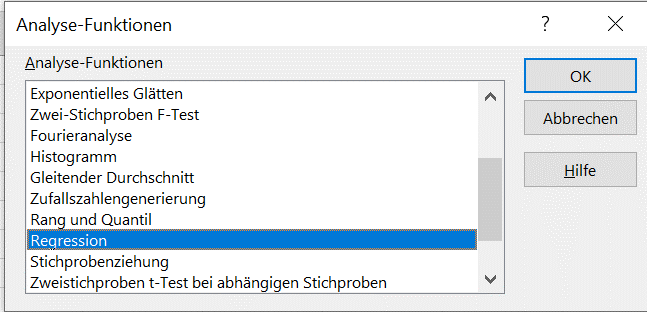 Analyse-Funktionen
Analyse-Funktionen
Exponentielles Glätten
Zwei-Stichproben F-Test
Fourieranalyse
Histogramm
Gleitender Durchschnitt
Zufallszahlengenerierung
Rang und Quantil
Regression
Stichprobenziehung
Zweistichproben t-Test bei abhängigen Stichproben
OK
Abbrechen
Hilfe